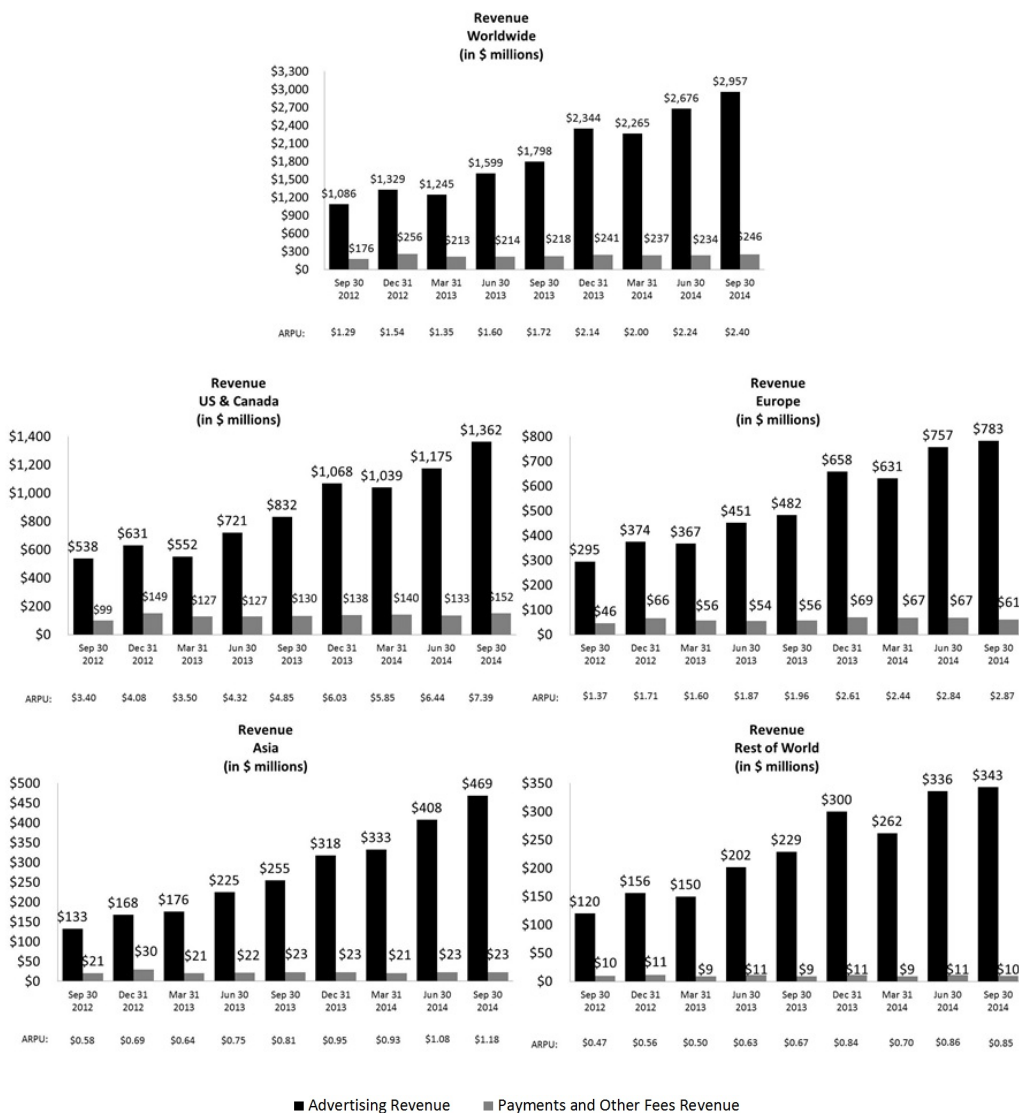 Revenue
Worldwide
(in $ millions)
$3,300
$3,000
$2,700
$2,400
$2,100
$1,800
$1,500
$1,200
$900
$600
$300
$0
$1,086 $1,329 $1,245 $1,599 $1,798 $2,344 $2,265 $2,676 $2,957
$176 $256 $213 $214 $218 $241 $237 $234 $246
Sep 30 Dec 31 Mar 31 Jun 30 Sep 30 Dec 31 Mar 31 Jun 30 Sep 30
2012 2012 2013 2013 2013 2013 2014 2014 2014
ARPU: $1.29 $1.54 $1.35 $1.60 $1.72 $2.14 $2.00 $2.24 $2.40
Revenue
US & Canada
(in $ millions)
$1,400
$1,200
$1,000
$800
$600
$400
$200
$0
$538 $631 $552 $721 $832 $1,068 $1,039 $1,175 $1,362
$99 $149 $127 $127 $130 $138 $140 $133 $152
Sep 30 Dec 31 Mar 31 Jun 30 Sep 30 Dec 31 Mar 31 Jun 30 Sep 30
2012 2012 2013 2013 2013 2013 2014 2014 2014
ARPU: $3.40 $4.08 $3.50 $4.32 $4.85 $6.03 $5.85 $6.44 $7.39
Revenue
Europe
(in $ millions)
$800
$700
$600
$500
$400
$300
$200
$100
$0
$295 $374 $367 $451 $482 $658 $631 $757 $783
$46 $66 $56 $54 $56 $69 $67 $67 $61
Sep 30 Dec 31 Mar 31 Jun 30 Sep 30 Dec 31 Mar 31 Jun 30 Sep 30
2012 2012 2013 2013 2013 2013 2014 2014 2014
ARPU: $1.37 $1.71 $1.60 $1.87 $1.96 $2.61 $2.44 $2.84 $2.87
Revenue
Asia
(in $ millions)
$500
$450
$400
$350
$300
$250
$200
$150
$100
$50
$0
$133 $168 $176 $225 $255 $318 $333 $408 $469
$21 $30 $21 $22 $23 $23 $21 $23 $23
Sep 30 Dec 31 Mar 31 Jun 30 Sep 30 Dec 31 Mar 31 Jun 30 Sep 30
2012 2012 2013 2013 2013 2013 2014 2014 2014
ARPU: $0.58 $0.69 $0.64 $0.75 $0.81 $0.95 $0.93 $1.08 $1.18
Revenue
Rest of World
(in $ millions)
$350
$300
$250
$200
$150
$100
$50
$0
$120 $156 $150 $202 $229 $300 $262 $336 $343
$10 $11 $9 $11 $9 $11 $9 $11 $10
Sep 30 Dec 31 Mar 31 Jun 30 Sep 30 Dec 31 Mar 31 Jun 30 Sep 30
2012 2012 2013 2013 2013 2013 2014 2014 2014
ARPU: $0.47 $0.56 $0.50 $0.63 $0.67 $0.84 $0.70 $0.86 $0.85
Advertising Revenue Payments and Other Fees Revenue